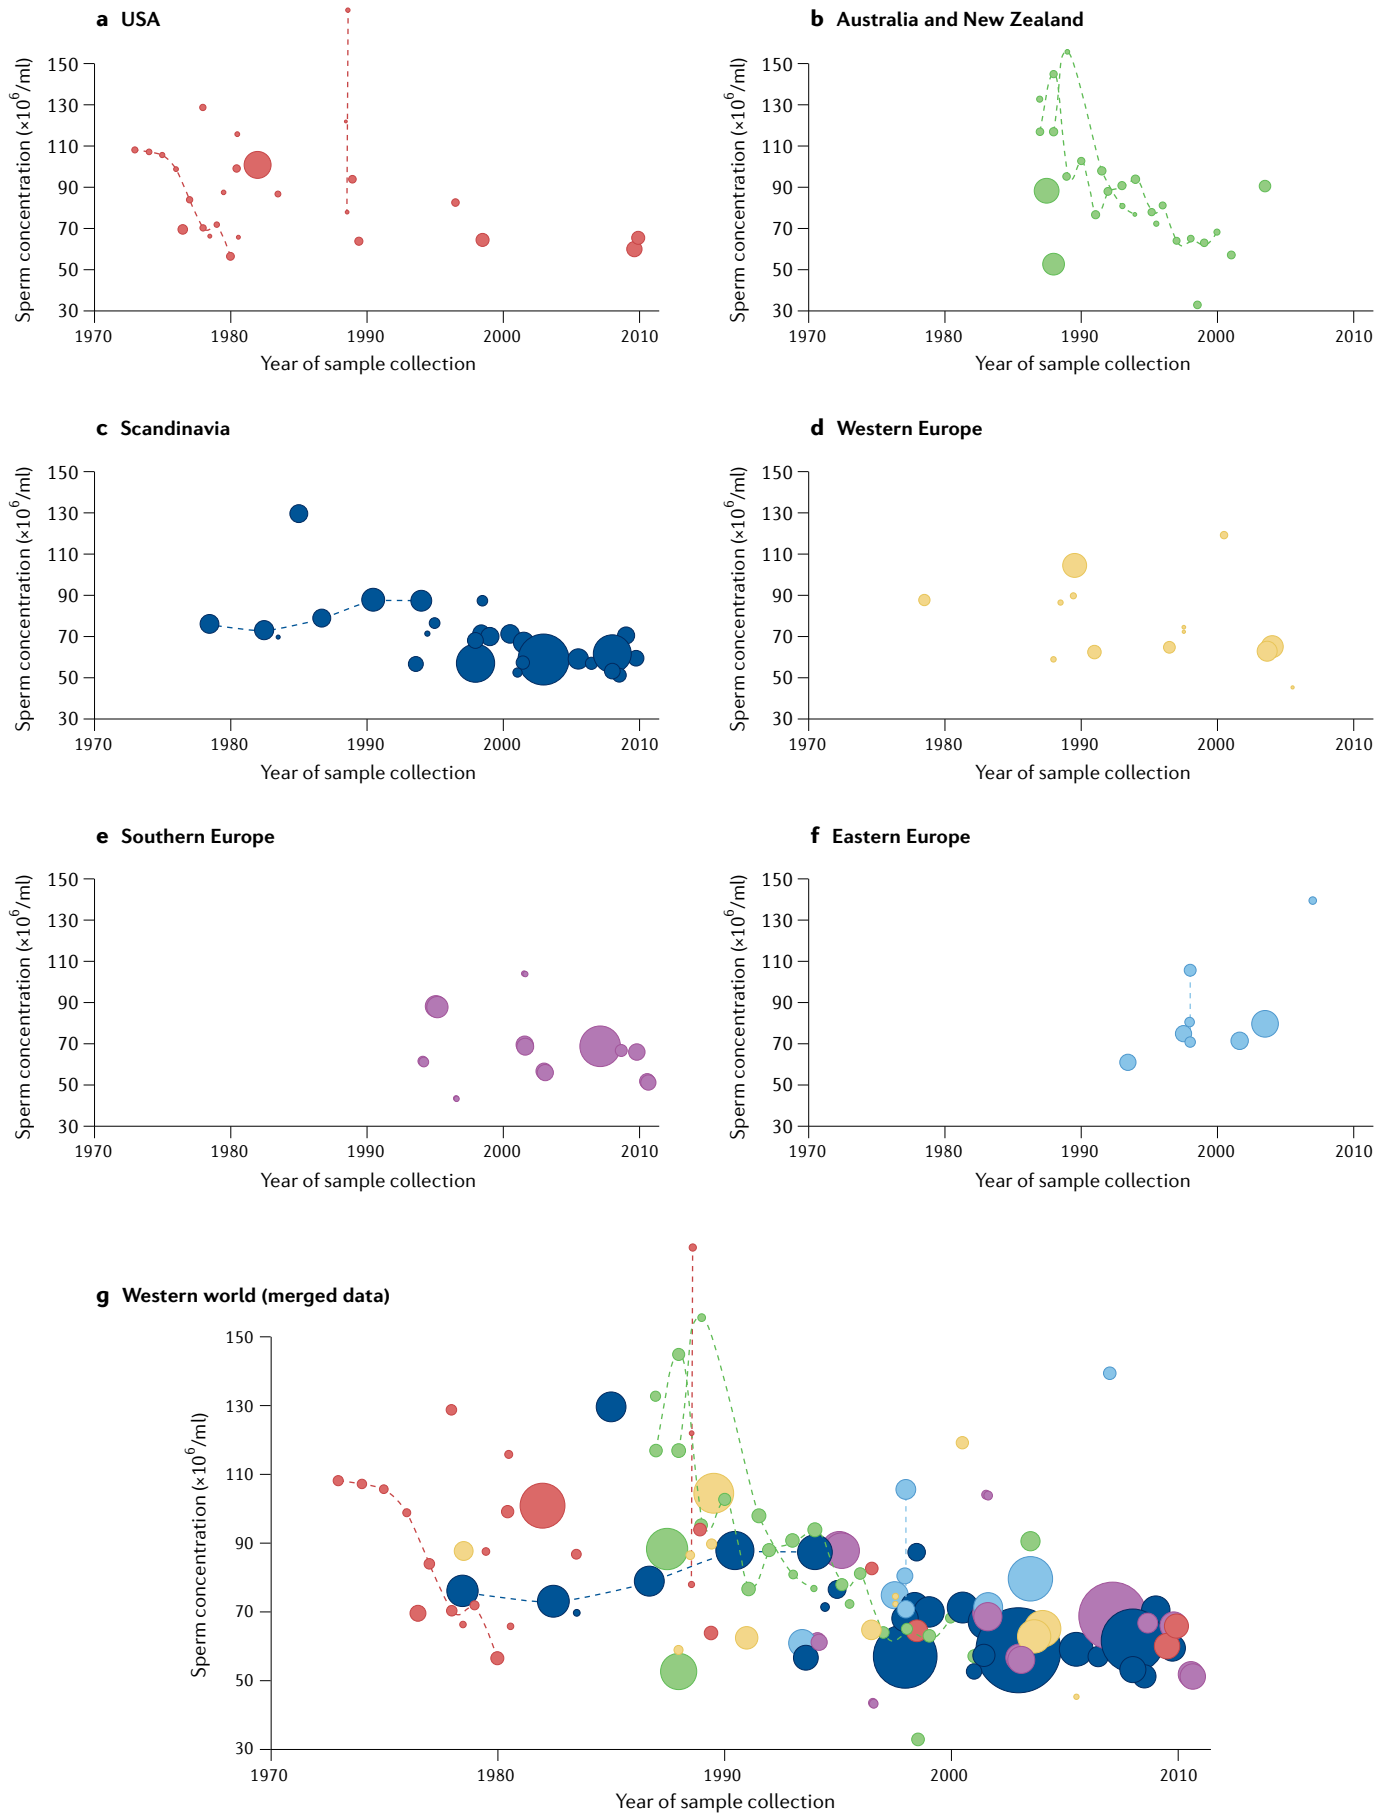 a USA
b Australia and New Zealand
Sperm concentration (×10⁶/ml)
150
130
110
90
70
50
30
1970 1980 1990 2000 2010
Year of sample collection
Sperm concentration (×10⁶/ml)
150
130
110
90
70
50
30
1970 1980 1990 2000 2010
Year of sample collection
c Scandinavia
d Western Europe
Sperm concentration (×10⁶/ml)
150
130
110
90
70
50
30
1970 1980 1990 2000 2010
Year of sample collection
Sperm concentration (×10⁶/ml)
150
130
110
90
70
50
30
1970 1980 1990 2000 2010
Year of sample collection
e Southern Europe
f Eastern Europe
Sperm concentration (×10⁶/ml)
150
130
110
90
70
50
30
1970 1980 1990 2000 2010
Year of sample collection
Sperm concentration (×10⁶/ml)
150
130
110
90
70
50
30
1970 1980 1990 2000 2010
Year of sample collection
g Western world (merged data)
Sperm concentration (×10⁶/ml)
150
130
110
90
70
50
30
1970 1980 1990 2000 2010
Year of sample collection